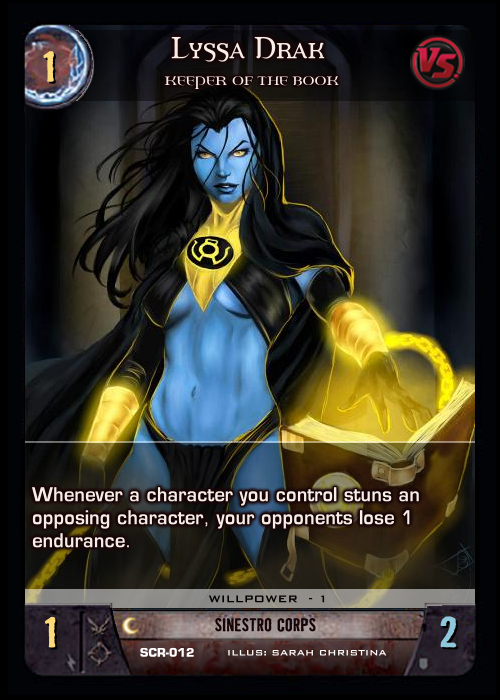 1
Lyssa Drak
VS
KEEPER OF THE BOOK
Whenever a character you control stuns an
opposing character, your opponents lose 1
endurance.
WILLPOWER - 1
1
SINESTRO CORPS
2
SCR-012 ILLUS: SARAH CHRISTINA